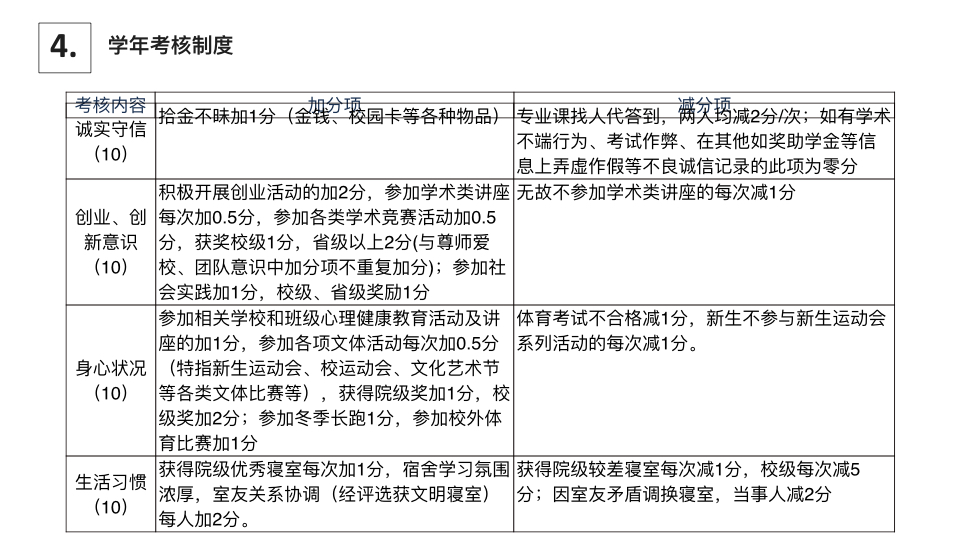 4.
学年考核制度
考核内容
加分项
减分项
诚实守信
（10）
拾金不昧加1分（金钱、校园卡等各种物品）
专业课找人代答到，两人均减2分/次；如有学术
不端行为、考试作弊、在其他如奖助学金等信
息上弄虚作假等不良诚信记录的此项为零分
创业、创
新意识
（10）
积极开展创业活动的加2分，参加学术类讲座
每次加0.5分，参加各类学术竞赛活动加0.5
分，获奖校级1分，省级以上2分(与尊师爱
校、团队意识中加分项不重复加分)；参加社
会实践加1分，校级、省级奖励1分
无故不参加学术类讲座的每次减1分
身心状况
（10）
参加相关学校和班级心理健康教育活动及讲
座的加1分，参加各项文体活动每次加0.5分
（特指新生运动会、校运动会、文化艺术节
等各类文体比赛等），获得院级奖加1分，校
级奖加2分；参加冬季长跑1分，参加校外体
育比赛加1分
体育考试不合格减1分，新生不参与新生运动会
系列活动的每次减1分。
生活习惯
（10）
获得院级优秀寝室每次加1分，宿舍学习氛围
浓厚，室友关系协调（经评选获文明寝室）
每人加2分。
获得院级较差寝室每次减1分，校级每次减5
分；因室友矛盾调换寝室，当事人减2分